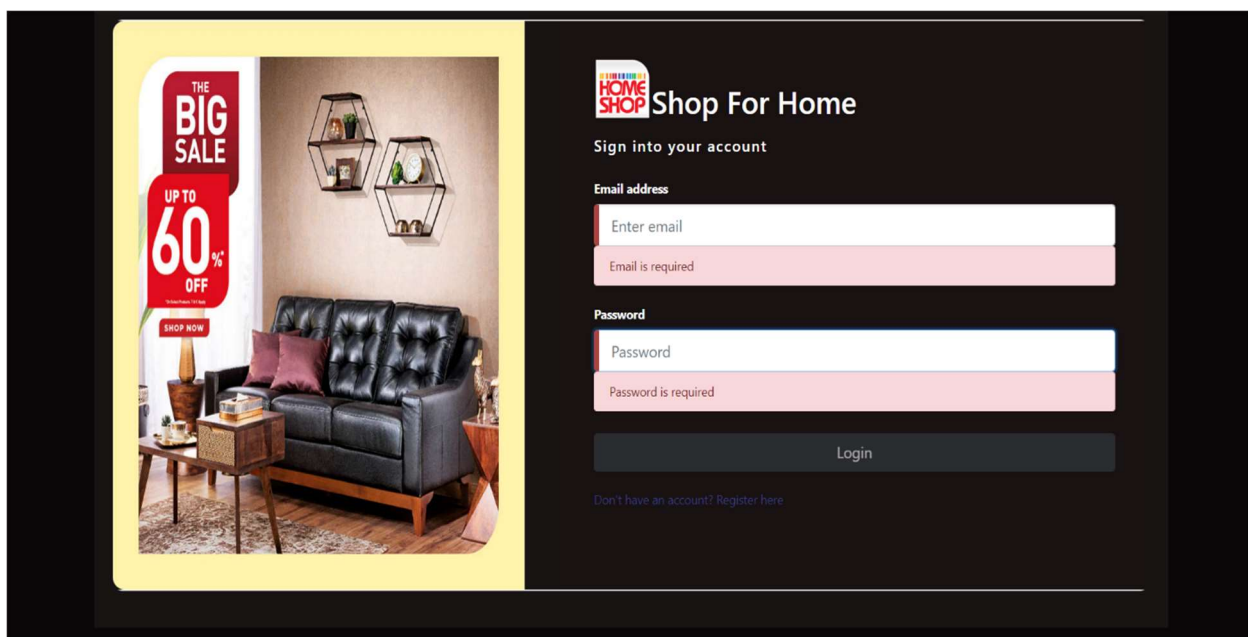 THE
BIG
SALE
UP TO
60%*
OFF
SHOP NOW
HOME
SHOP
Shop For Home
Sign into your account
Email address
Enter email
Email is required
Password
Password
Password is required
Login
Don't have an account? Register here